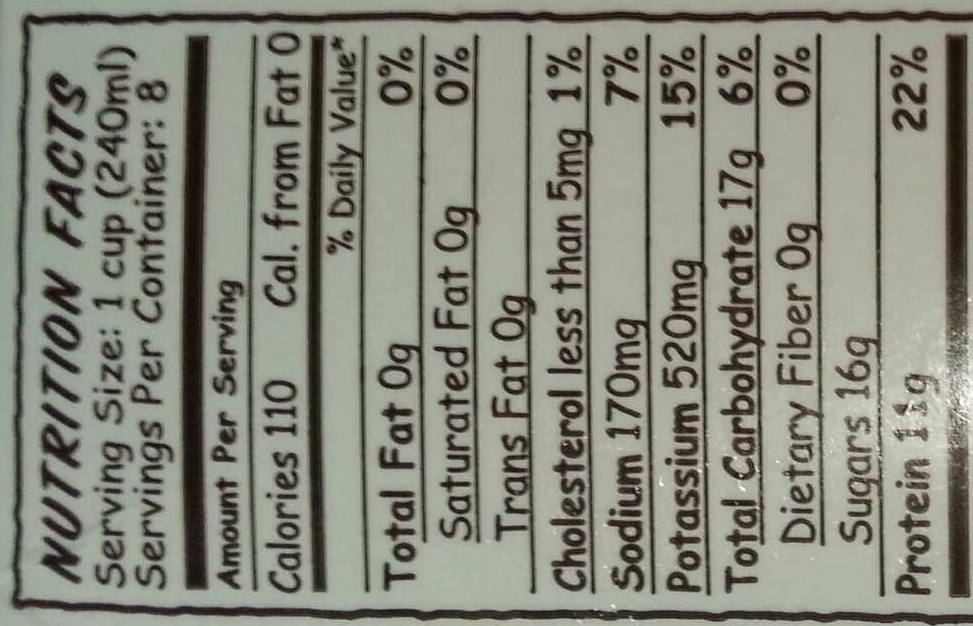 NUTRITION FACTS
Serving Size: 1 cup (240ml)
Servings Per Container: 8
Amount Per Serving
Calories 110 Cal. from Fat 0
% Daily Value*
Total Fat 0g 0%
Saturated Fat 0g 0%
Trans Fat 0g
Cholesterol less than 5mg 1%
Sodium 170mg 7%
Potassium 520mg 15%
Total Carbohydrate 17g 6%
Dietary Fiber 0g 0%
Sugars 16g
Protein 11g 22%